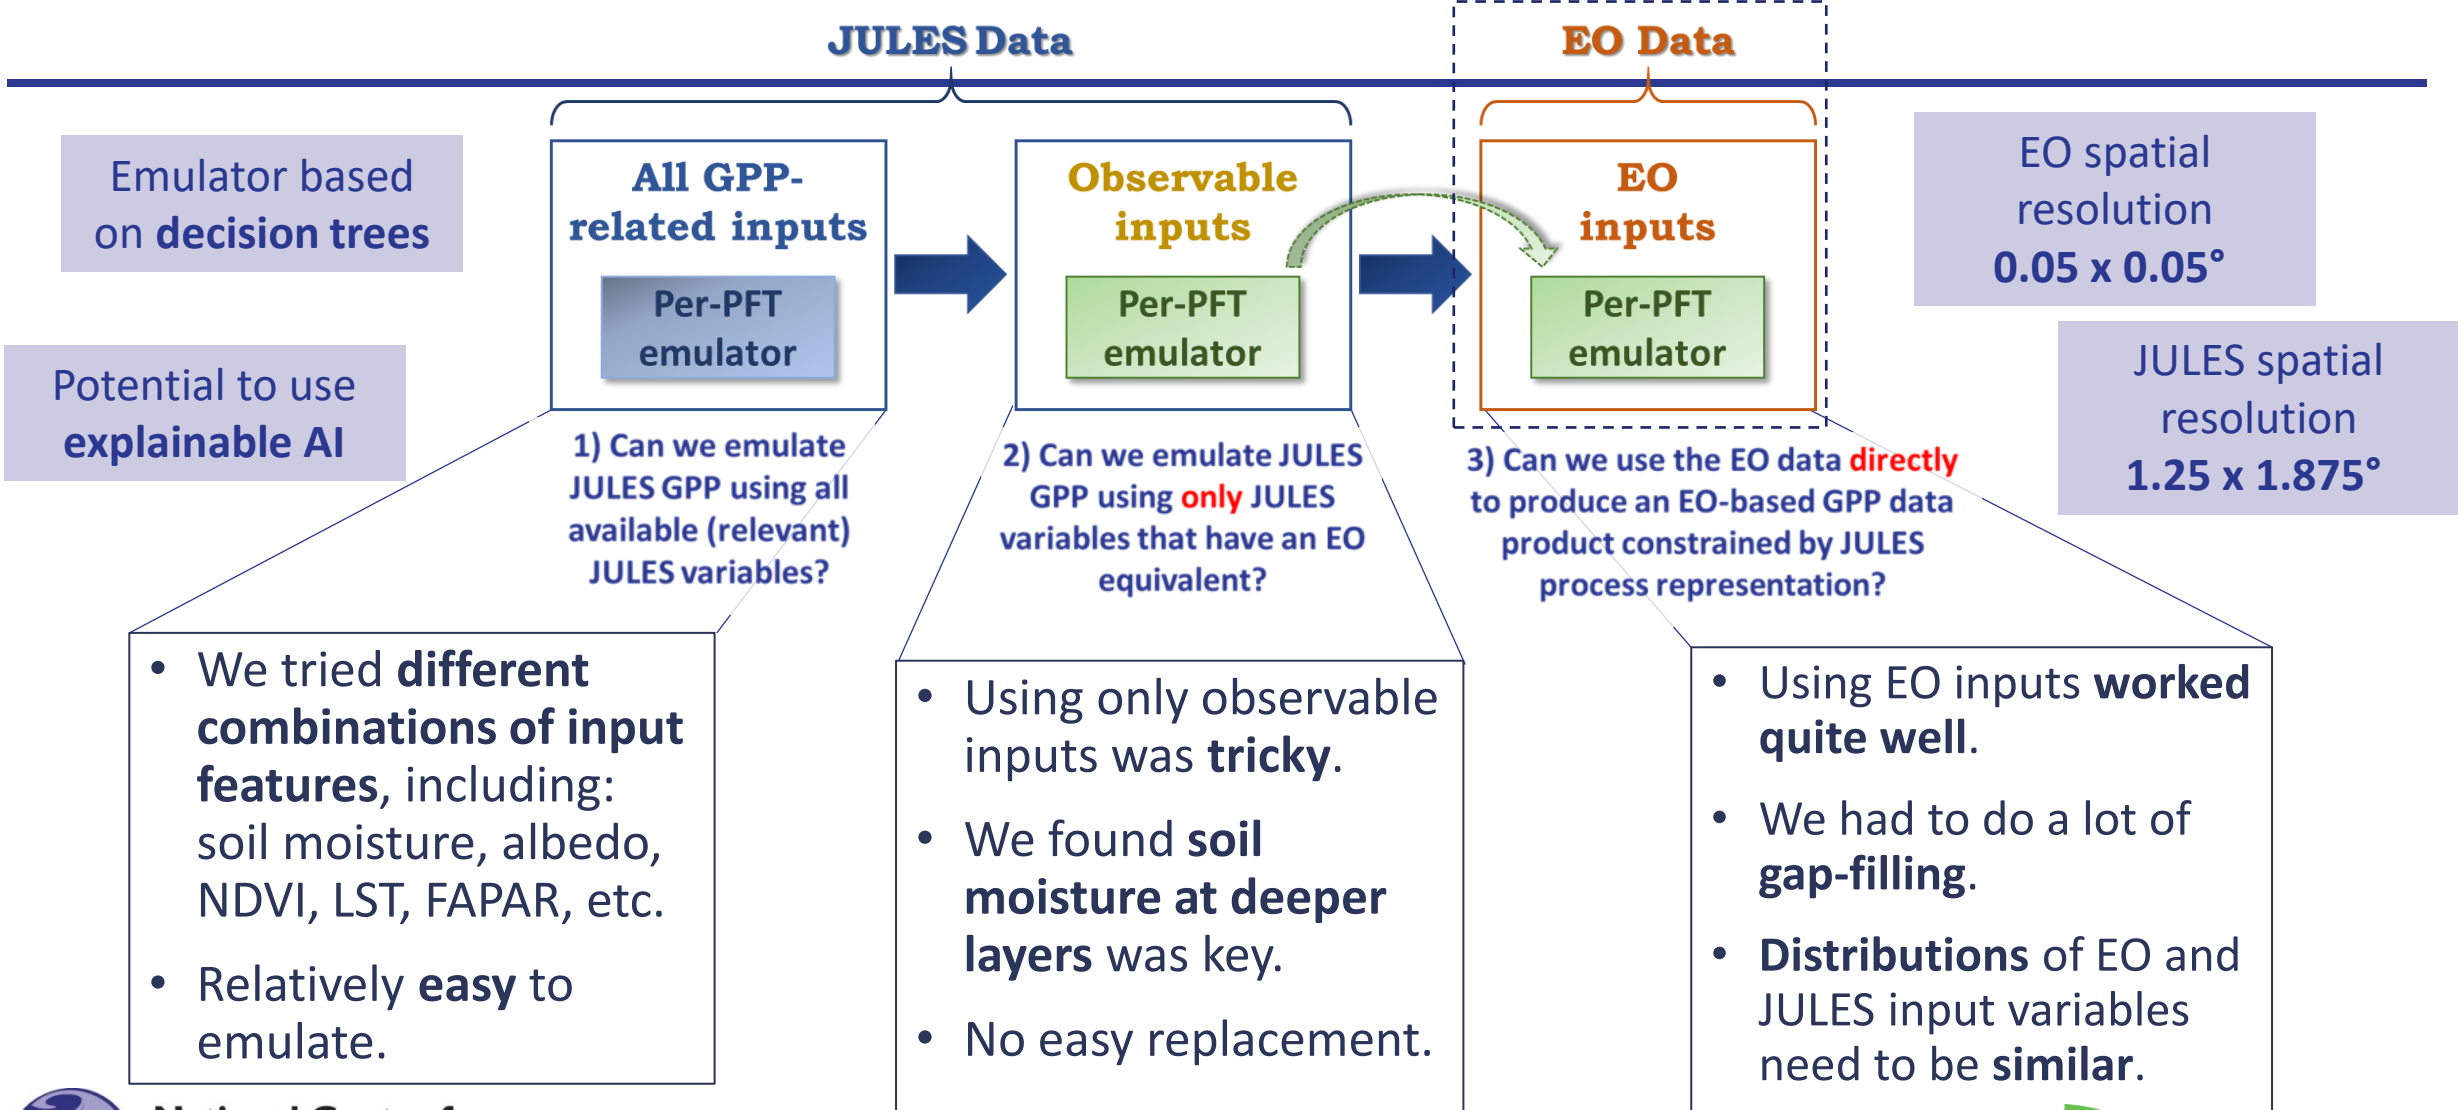 JULES Data
EO Data
Emulator based
on decision trees
Potential to use
explainable AI
All GPP-
related inputs
Per-PFT
emulator
Observable
inputs
Per-PFT
emulator
EO
inputs
Per-PFT
emulator
EO spatial
resolution
0.05 x 0.05°
JULES spatial
resolution
1.25 x 1.875°
1) Can we emulate
JULES GPP using all
available (relevant)
JULES variables?
2) Can we emulate JULES
GPP using only JULES
variables that have an EO
equivalent?
3) Can we use the EO data directly
to produce an EO-based GPP data
product constrained by JULES
process representation?
• We tried different
combinations of input
features, including:
soil moisture, albedo,
NDVI, LST, FAPAR, etc.
• Relatively easy to
emulate.
• Using only observable
inputs was tricky.
• We found soil
moisture at deeper
layers was key.
• No easy replacement.
• Using EO inputs worked
quite well.
• We had to do a lot of
gap-filling.
• Distributions of EO and
JULES input variables
need to be similar.